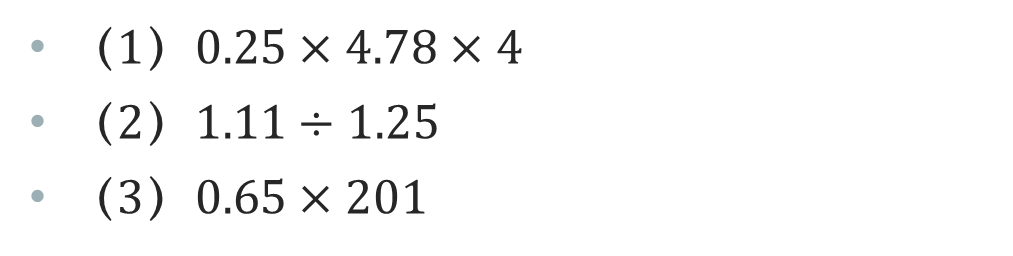 • (1) 0.25 × 4.78 × 4
• (2) 1.11 ÷ 1.25
• (3) 0.65 × 201